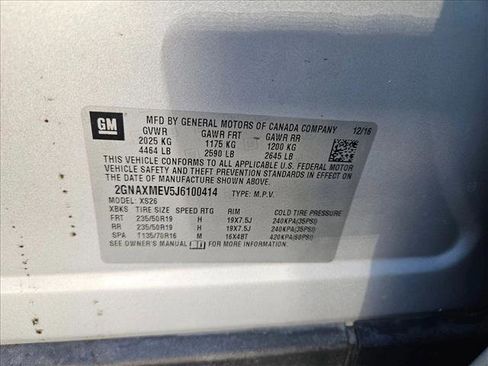 GM
MFD BY GENERAL MOTORS OF CANADA COMPANY 12/16
GVWR GAWR FRT GAWR RR
2025 KG 1175 KG 1200 KG
4464 LB 2590 LB 2645 LB
THIS VEHICLE CONFORMS TO ALL APPLICABLE U.S. FEDERAL MOTOR
VEHICLE SAFETY AND THEFT PREVENTION STANDARDS IN EFFECT ON THE
DATE OF MANUFACTURE SHOWN ABOVE.
2GNAXMEV5J6100414 TYPE: M.P.V.
MODEL: XS26
XBKS TIRE SIZE SPEED RTG RIM COLD TIRE PRESSURE
FRT 235/50R19 H 19X7.5J 240KPA(35PSI)
RR 235/50R19 H 19X7.5J 240KPA(35PSI)
SPA T135/70R16 M 16X4BT 420KPA(60PSI)
SEE OWNER'S MANUAL